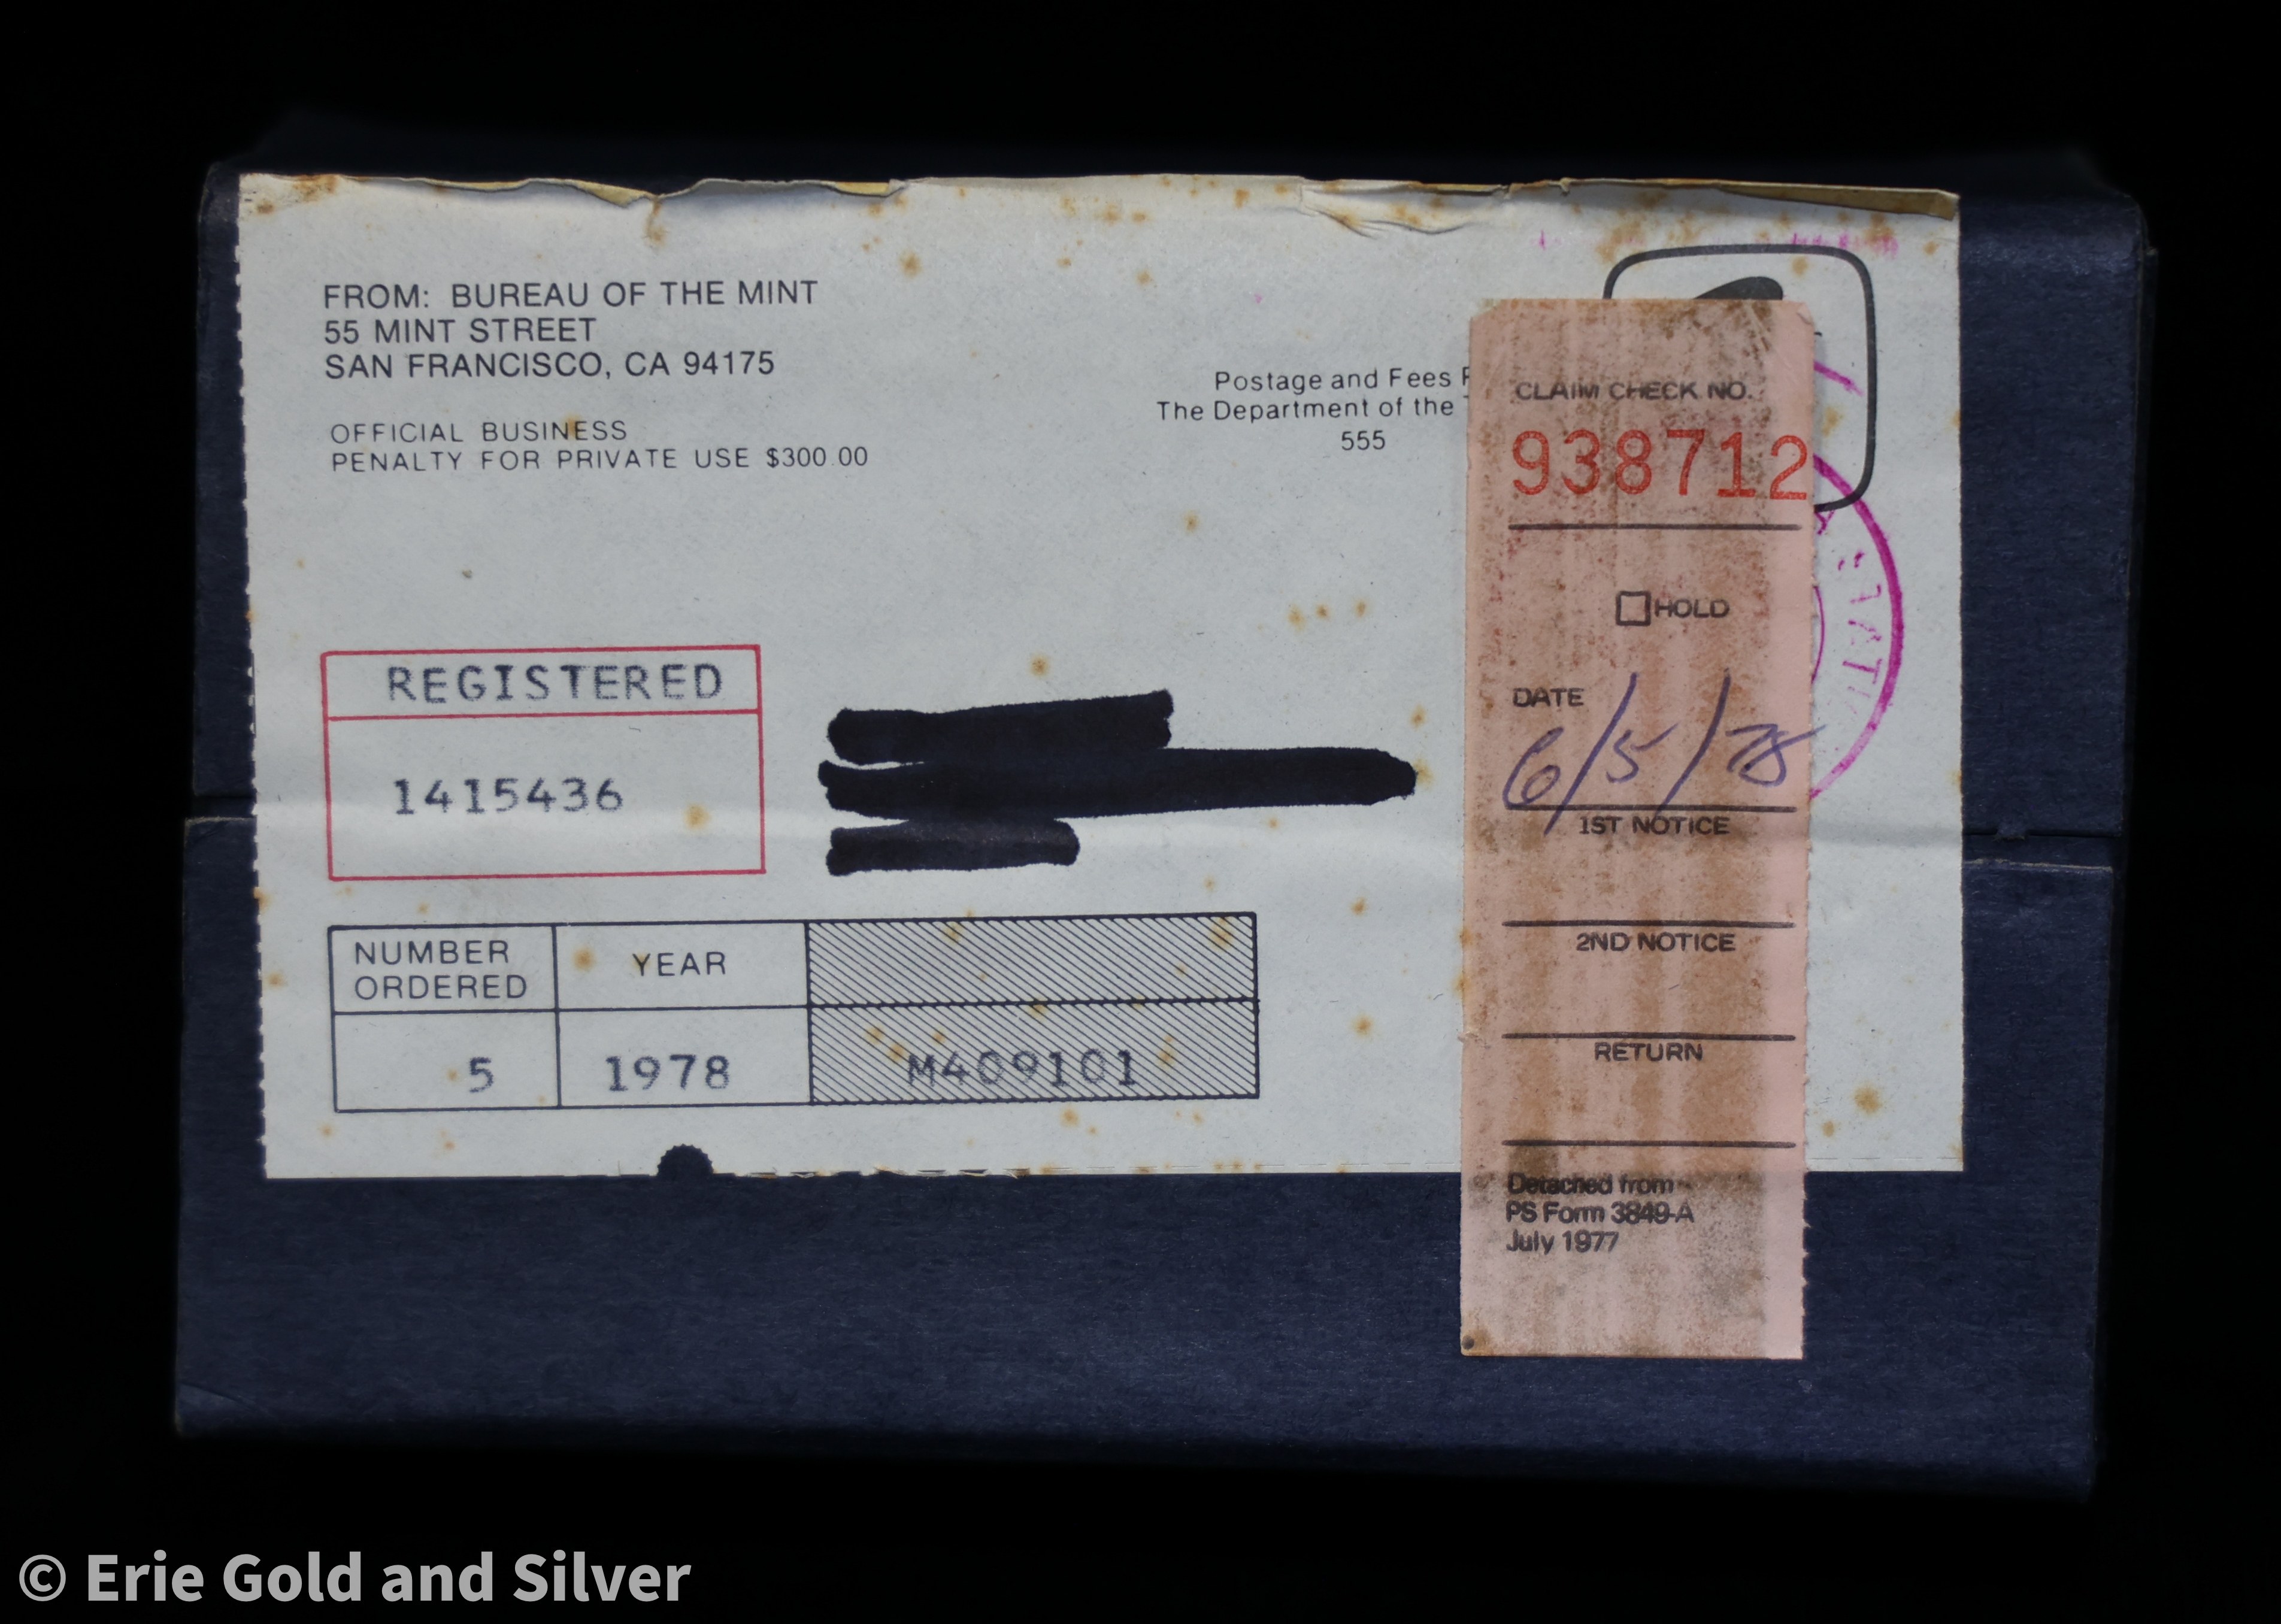 FROM: BUREAU OF THE MINT
55 MINT STREET
SAN FRANCISCO, CA 94175
OFFICIAL BUSINESS
PENALTY FOR PRIVATE USE $300.00
Postage and Fees
The Department of the
555
REGISTERED
1415436
NUMBER ORDERED
YEAR
5
1978
M409101
CLAIM CHECK NO.
938712
HOLD
DATE
6/5/78
1ST NOTICE
2ND NOTICE
RETURN
Detached from
PS Form 3849-A
July 1977
© Erie Gold and Silver